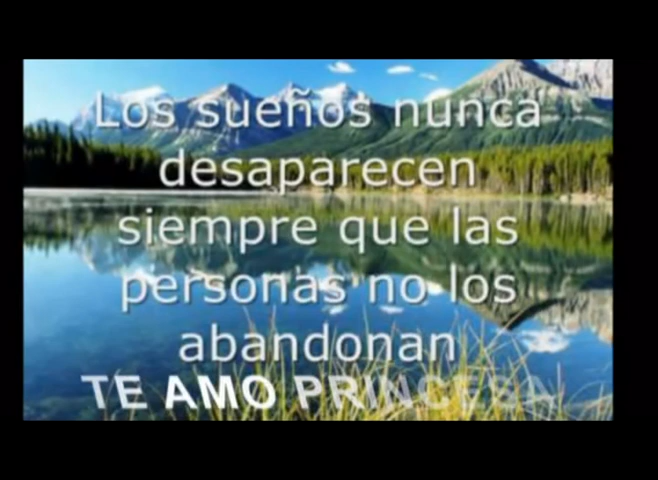 Los sueños nunca
desaparecen
siempre que las
personas no los
abandonan
TE AMO PRINCESA